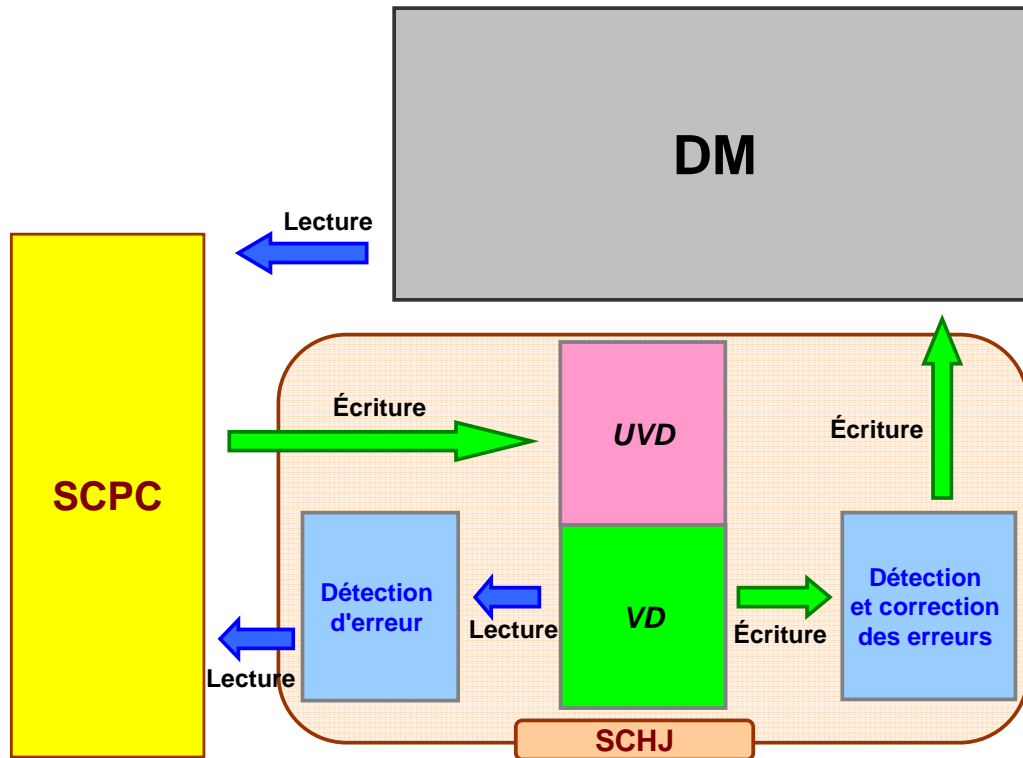 DM
Lecture
SCPC
Écriture
UVD
Écriture
Détection
d'erreur
Lecture
VD
Écriture
Détection
et correction
des erreurs
Lecture
SCHJ